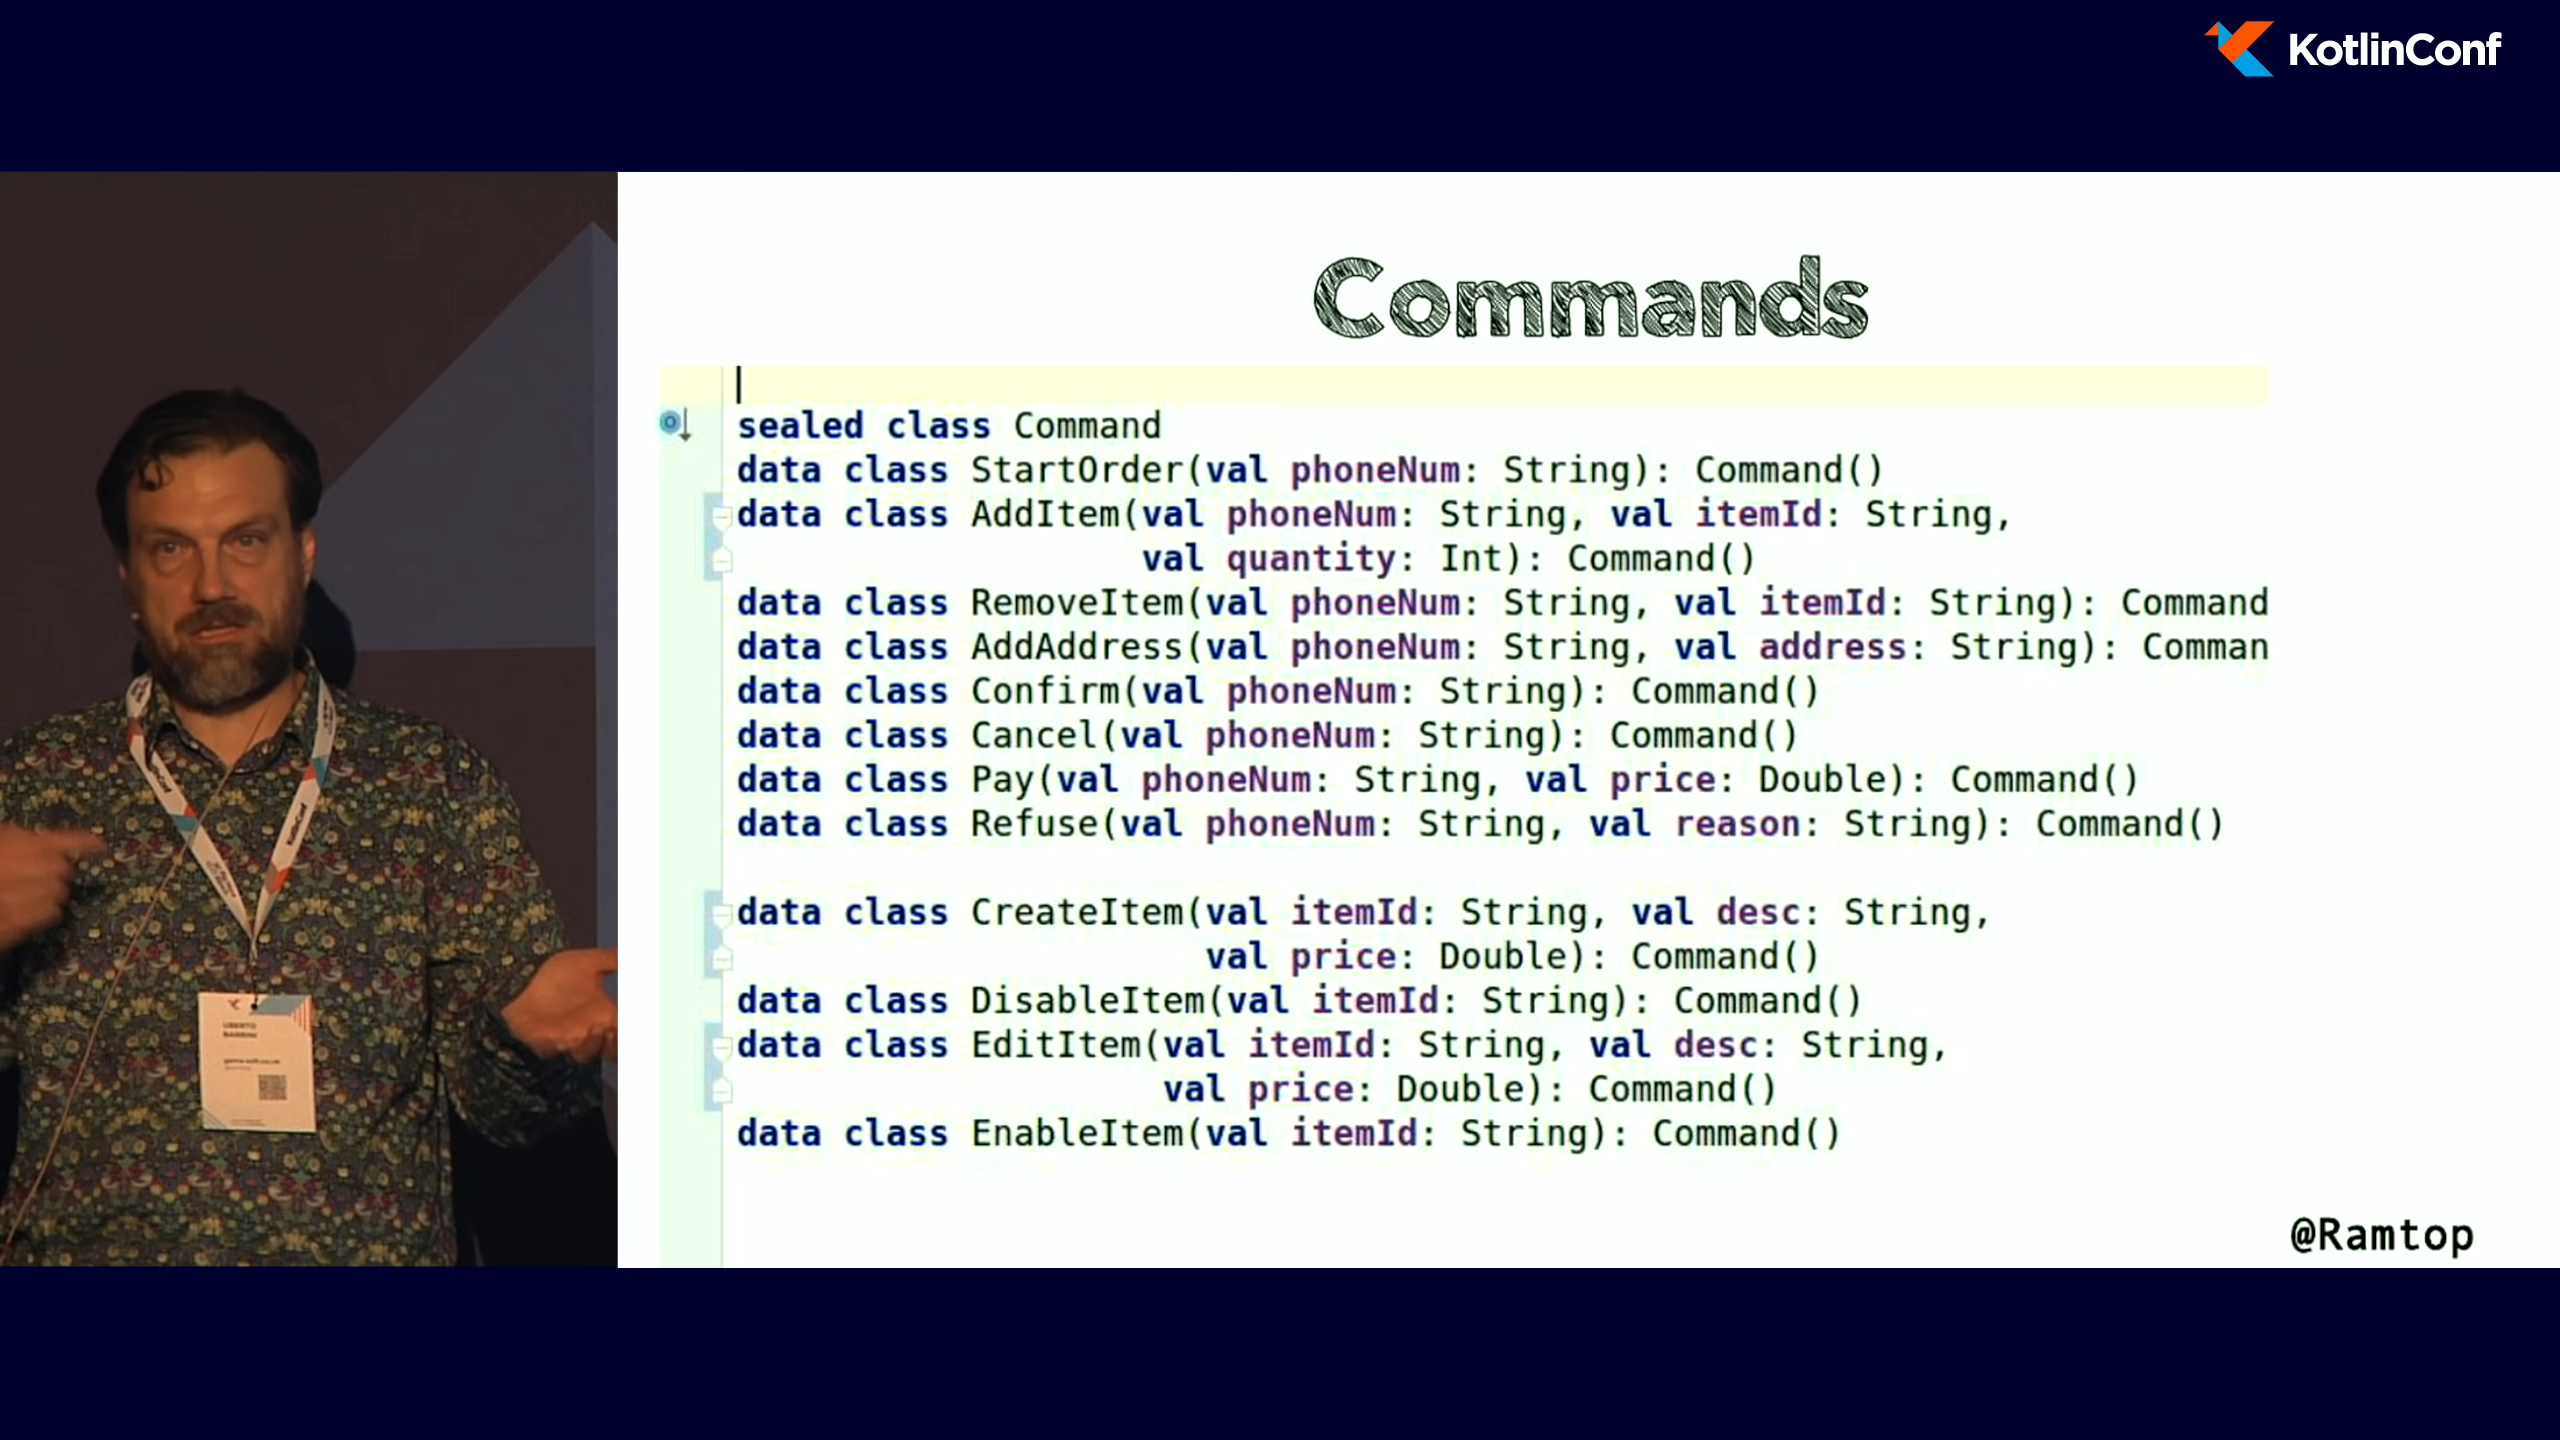 KotlinConf
Commands
sealed class Command
data class StartOrder(val phoneNum: String): Command()
data class AddItem(val phoneNum: String, val itemId: String,
val quantity: Int): Command()
data class RemoveItem(val phoneNum: String, val itemId: String): Command
data class AddAddress(val phoneNum: String, val address: String): Comman
data class Confirm(val phoneNum: String): Command()
data class Cancel(val phoneNum: String): Command()
data class Pay(val phoneNum: String, val price: Double): Command()
data class Refuse(val phoneNum: String, val reason: String): Command()
data class CreateItem(val itemId: String, val desc: String,
val price: Double): Command()
data class DisableItem(val itemId: String): Command()
data class EditItem(val itemId: String, val desc: String,
val price: Double): Command()
data class EnableItem(val itemId: String): Command()
@Ramtop
UBERTO
BARBINI